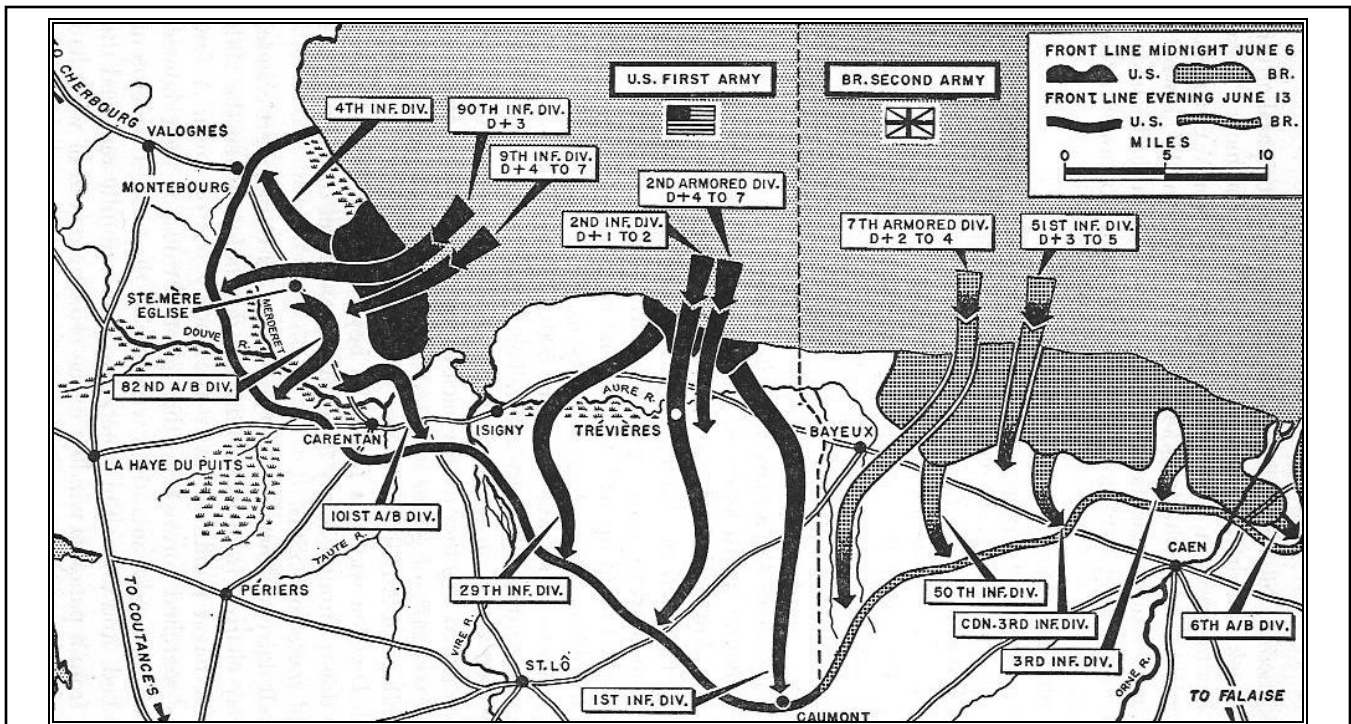 U.S. FIRST ARMY
BR. SECOND ARMY
FRONT LINE MIDNIGHT JUNE 6
U.S.
BR.
FRONT LINE EVENING JUNE 13
U.S.
BR.
MILES
0 5 10
TO CHERBOURG
VALOGNES
MONTEBOURG
4TH INF. DIV.
90TH INF. DIV.
D+3
9TH INF. DIV.
D+4 TO 7
2ND ARMORED DIV.
D+4 TO 7
2ND INF. DIV.
D+1 TO 2
7TH ARMORED DIV.
D+2 TO 4
51ST INF. DIV.
D+3 TO 5
STE.MÈRE
EGLISE
MERDERET
DOUVE R.
82ND A/B DIV.
CARENTAN
ISIGNY
AURE R.
TRÉVIÈRES
BAYEUX
LA HAYE DU PUITS
101ST A/B DIV.
TAUTE R.
PÉRIERS
TO COUTANCES
29TH INF. DIV.
VIRE R.
ST. LÔ
1ST INF. DIV.
CAUMONT
50TH INF. DIV.
CDN. 3RD INF. DIV.
3RD INF. DIV.
CAEN
6TH A/B DIV.
ORNE R.
TO FALAISE